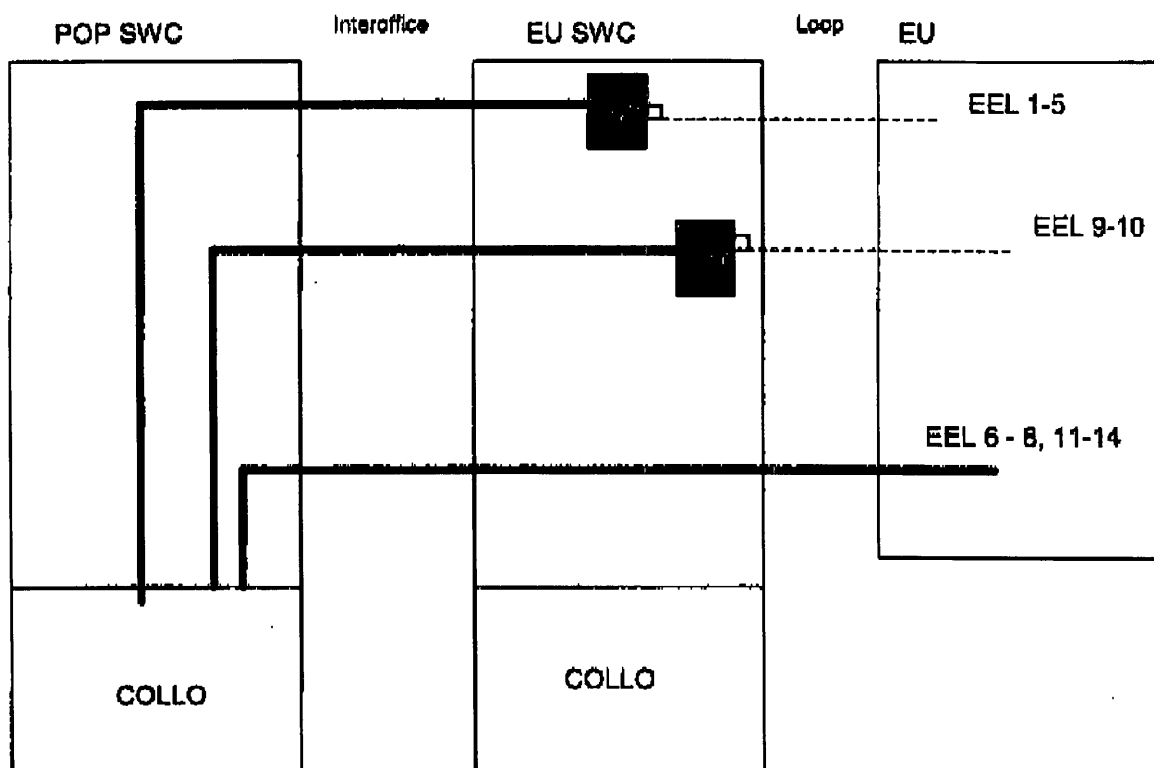 POP SWC
Interoffice
EU SWC
Loop
EU
EEL 1-5
EEL 9-10
EEL 6 - 8, 11-14
COLLO
COLLO